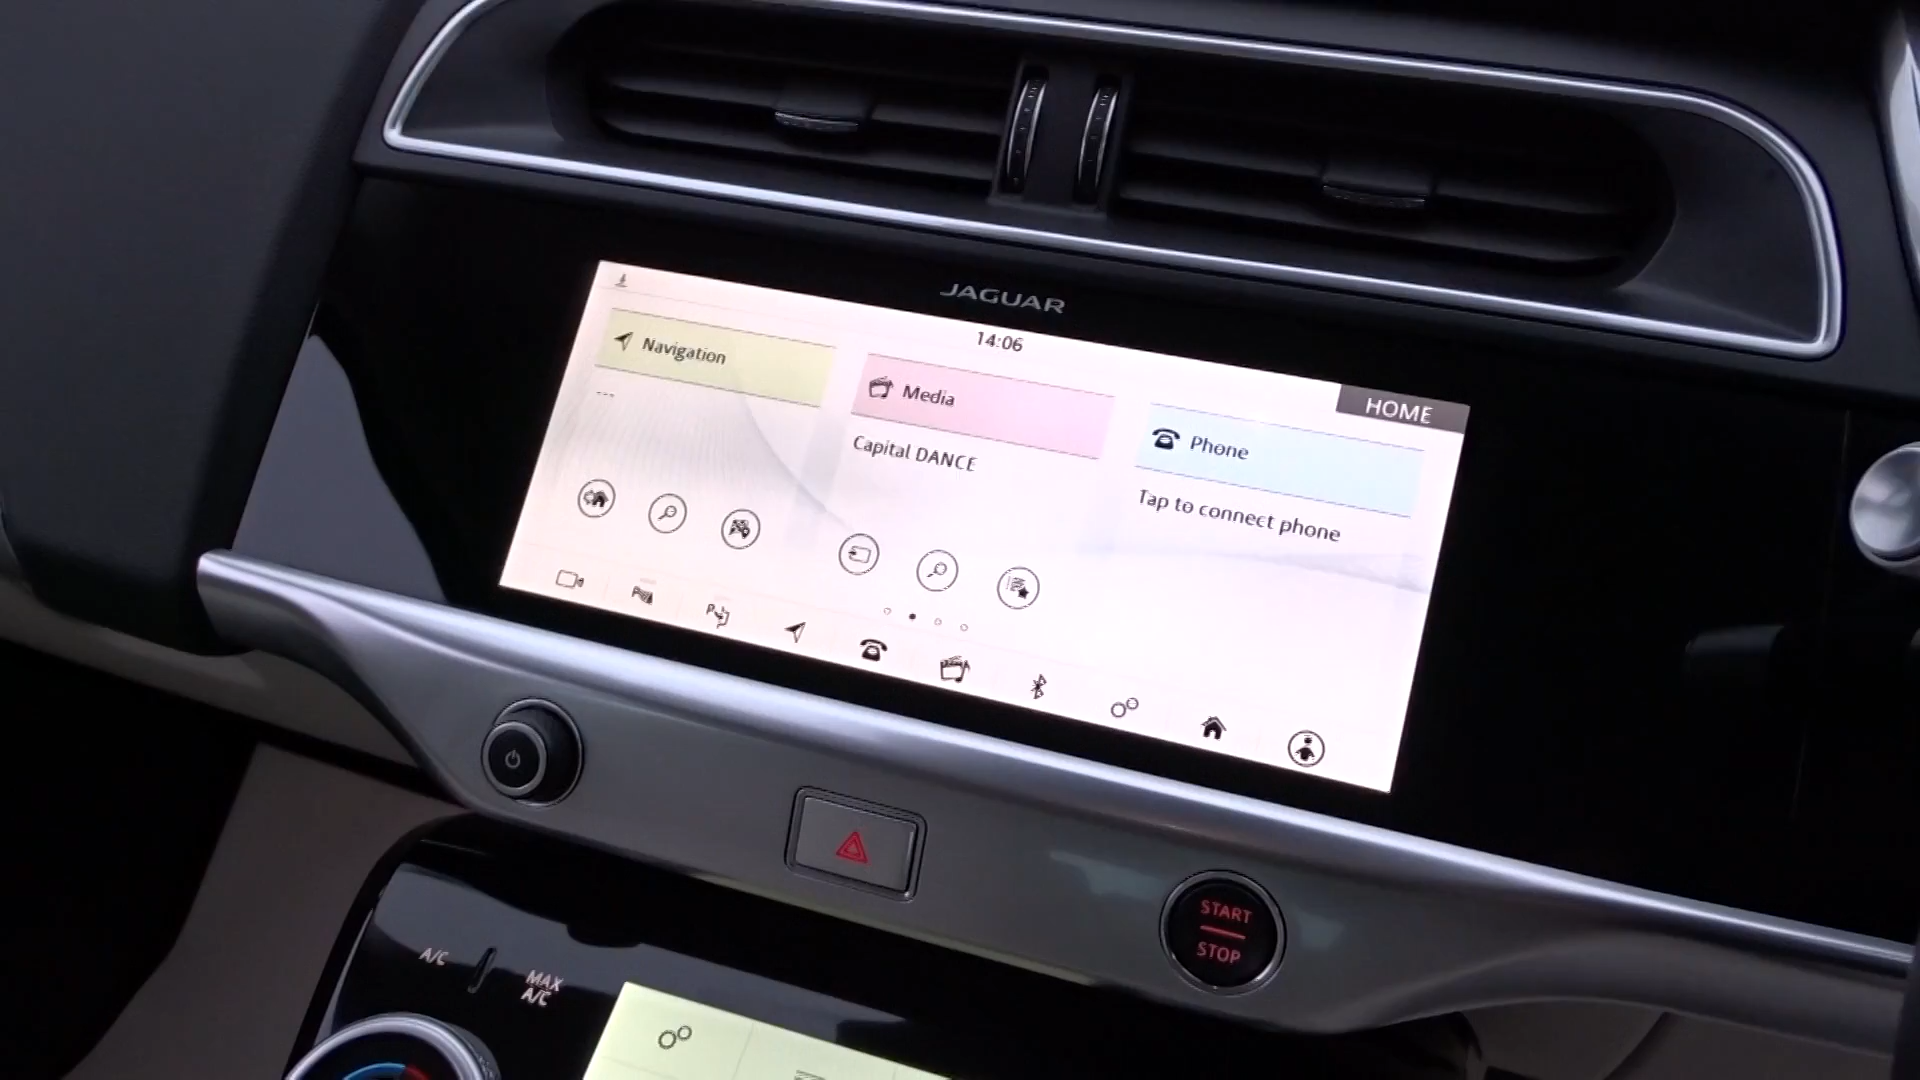 JAGUAR
14:06
HOME
Navigation
---
Media
Capital DANCE
Phone
Tap to connect phone
START
STOP
A/C
MAX
A/C